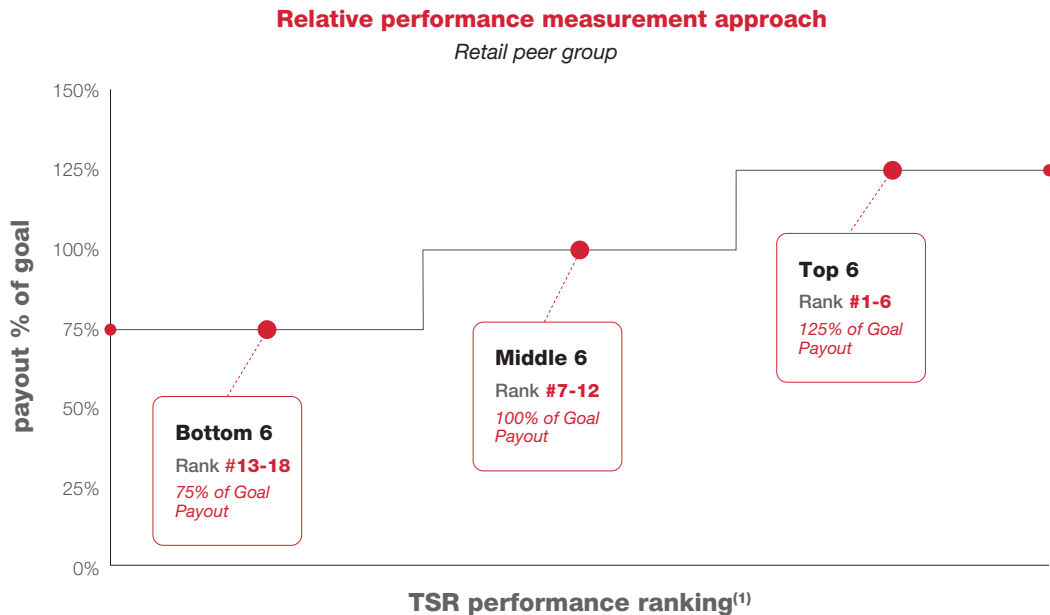 Relative performance measurement approach
Retail peer group
150%
125%
100%
75%
50%
25%
0%
payout % of goal
Bottom 6
Rank #13-18
75% of Goal
Payout
Middle 6
Rank #7-12
100% of Goal
Payout
Top 6
Rank #1-6
125% of Goal
Payout
TSR performance ranking(1)